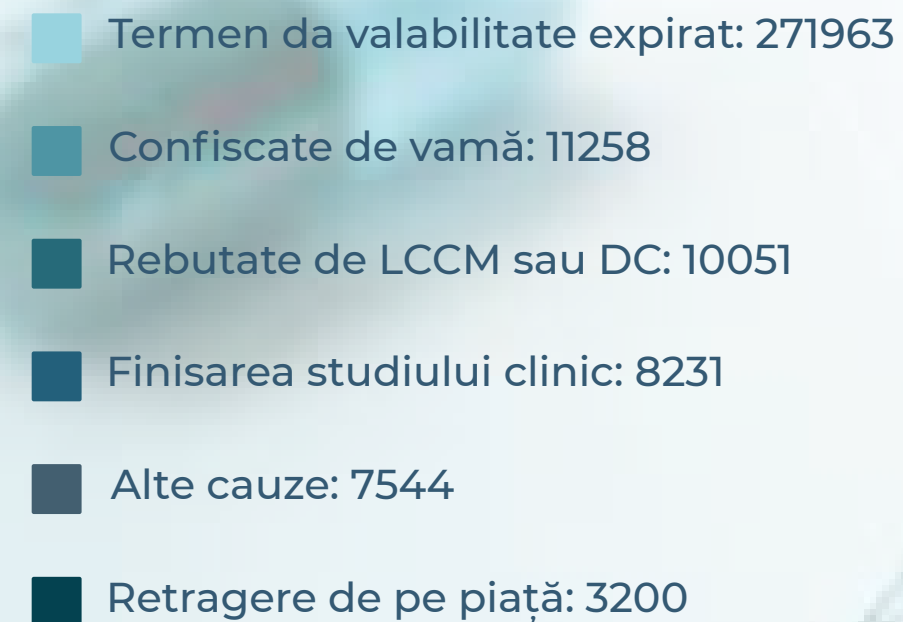 Termen da valabilitate expirat: 271963
Confiscate de vamă: 11258
Rebutate de LCCM sau DC: 10051
Finisarea studiului clinic: 8231
Alte cauze: 7544
Retragere de pe piață: 3200